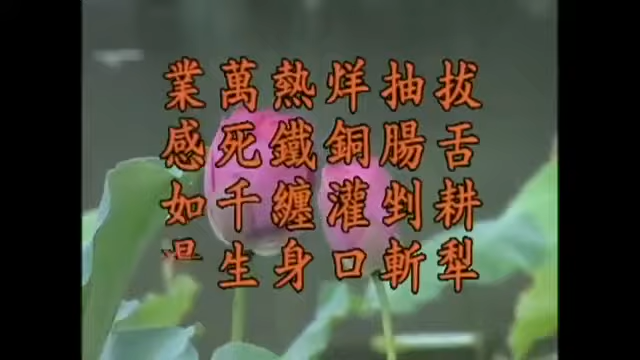 拔舌耕犁
抽腸剉斬
烊銅灌口
熱鐵纏身
萬死千生
業感如